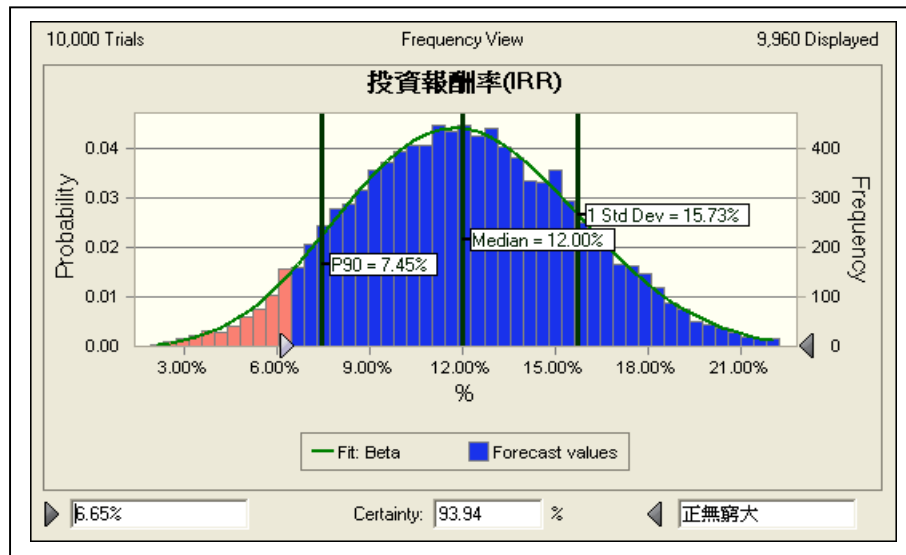 10,000 Trials Frequency View 9,960 Displayed
投資報酬率(IRR)
Probability
Frequency
0.04
0.03
0.02
0.01
0.00
400
300
200
100
0
1 Std Dev = 15.73%
Median = 12.00%
P90 = 7.45%
3.00% 6.00% 9.00% 12.00% 15.00% 18.00% 21.00%
%
Fit: Beta Forecast values
6.65% Certainty: 93.94 % 正無窮大